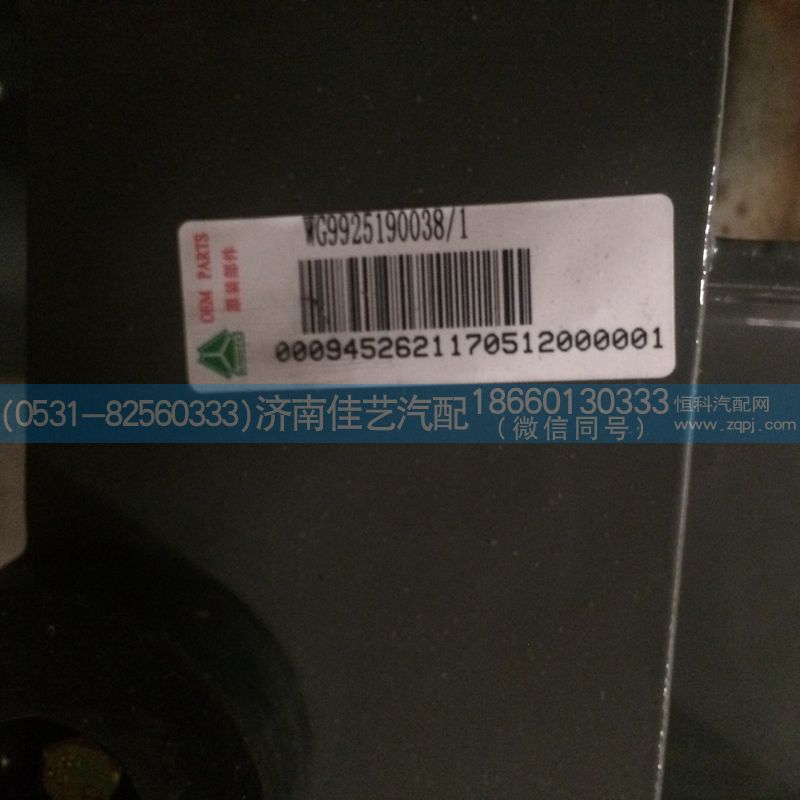 WG9925190038/1
OEM PARTS
原装部件
0009452621170512000001
(0531-82560333)济南佳艺汽配
18660130333
(微信同号)
恒科汽配网
www.zqpj.com